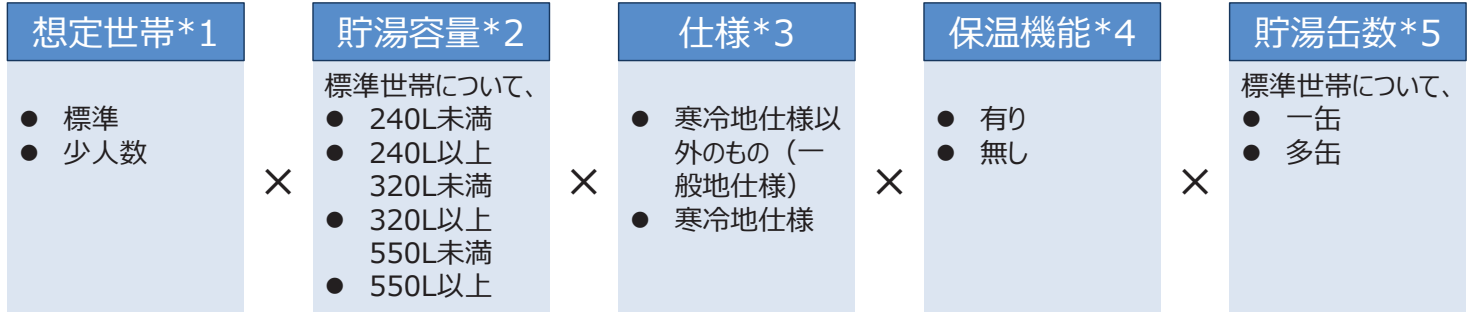 想定世帯*1
● 標準
● 少人数
×
貯湯容量*2
標準世帯について、
● 240L未満
● 240L以上
320L未満
● 320L以上
550L未満
● 550L以上
×
仕様*3
● 寒冷地仕様以
外のもの（一
般地仕様）
● 寒冷地仕様
×
保温機能*4
● 有り
● 無し
×
貯湯缶数*5
標準世帯について、
● 一缶
● 多缶